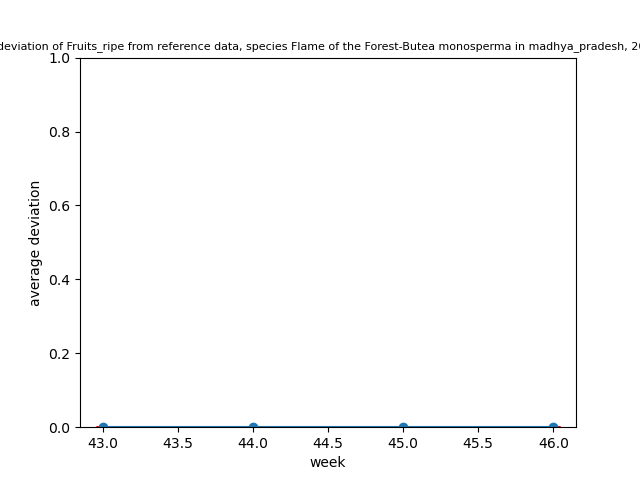 deviation of Fruits_ripe from reference data, species Flame of the Forest-Butea monosperma in madhya_pradesh, 20
1.0
0.8
0.6
0.4
0.2
0.0
average deviation
43.0 43.5 44.0 44.5 45.0 45.5 46.0
week